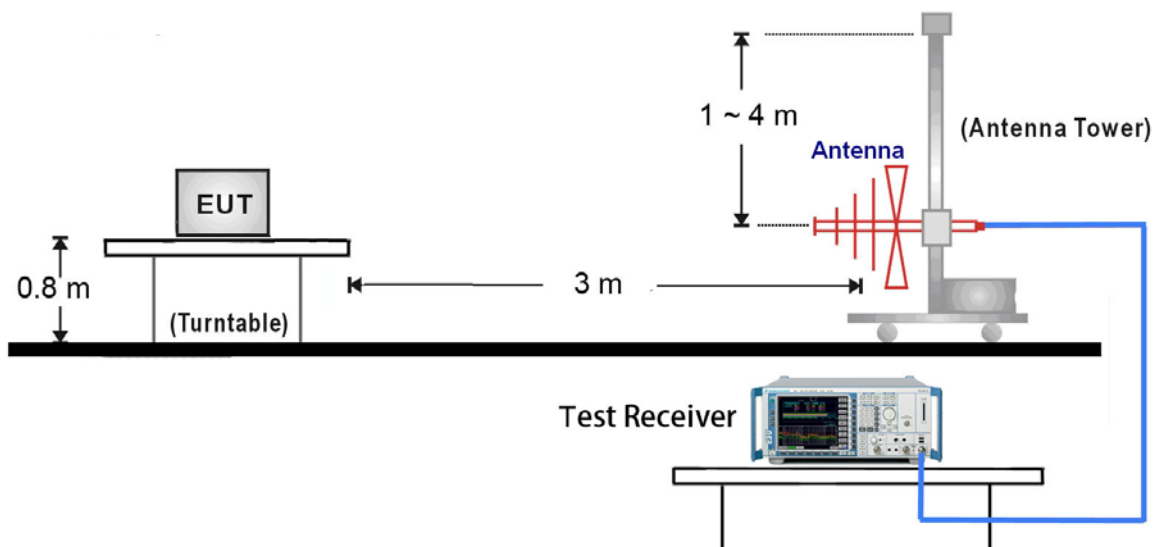 1 ~ 4 m
(Antenna Tower)
Antenna
EUT
0.8 m
3 m
(Turntable)
Test Receiver